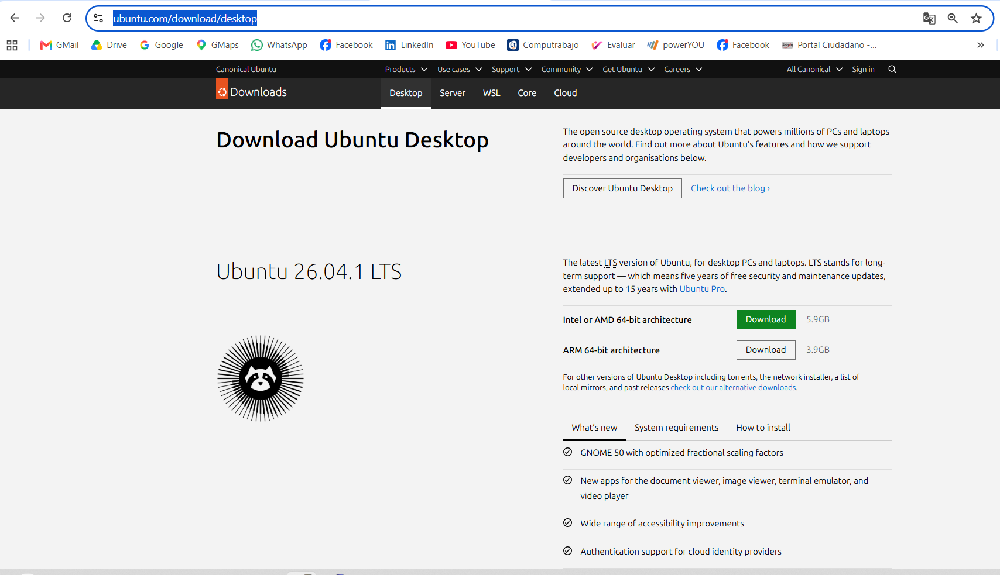 ubuntu.com/download/desktop
GMail Drive Google GMaps WhatsApp Facebook LinkedIn YouTube Computrabajo Evaluar powerYOU Facebook Portal Ciudadano -...
Canonical Ubuntu Products Use cases Support Community Get Ubuntu Careers All Canonical Sign in
Downloads Desktop Server WSL Core Cloud
Download Ubuntu Desktop
The open source desktop operating system that powers millions of PCs and laptops
around the world. Find out more about Ubuntu’s features and how we support
developers and organisations below.
Discover Ubuntu Desktop Check out the blog ›
Ubuntu 26.04.1 LTS
The latest LTS version of Ubuntu, for desktop PCs and laptops. LTS stands for long-
term support — which means five years of free security and maintenance updates,
extended up to 15 years with Ubuntu Pro.
Intel or AMD 64-bit architecture Download 5.9GB
ARM 64-bit architecture Download 3.9GB
For other versions of Ubuntu Desktop including torrents, the network installer, a list of
local mirrors, and past releases check out our alternative downloads.
What’s new System requirements How to install
GNOME 50 with optimized fractional scaling factors
New apps for the document viewer, image viewer, terminal emulator, and
video player
Wide range of accessibility improvements
Authentication support for cloud identity providers